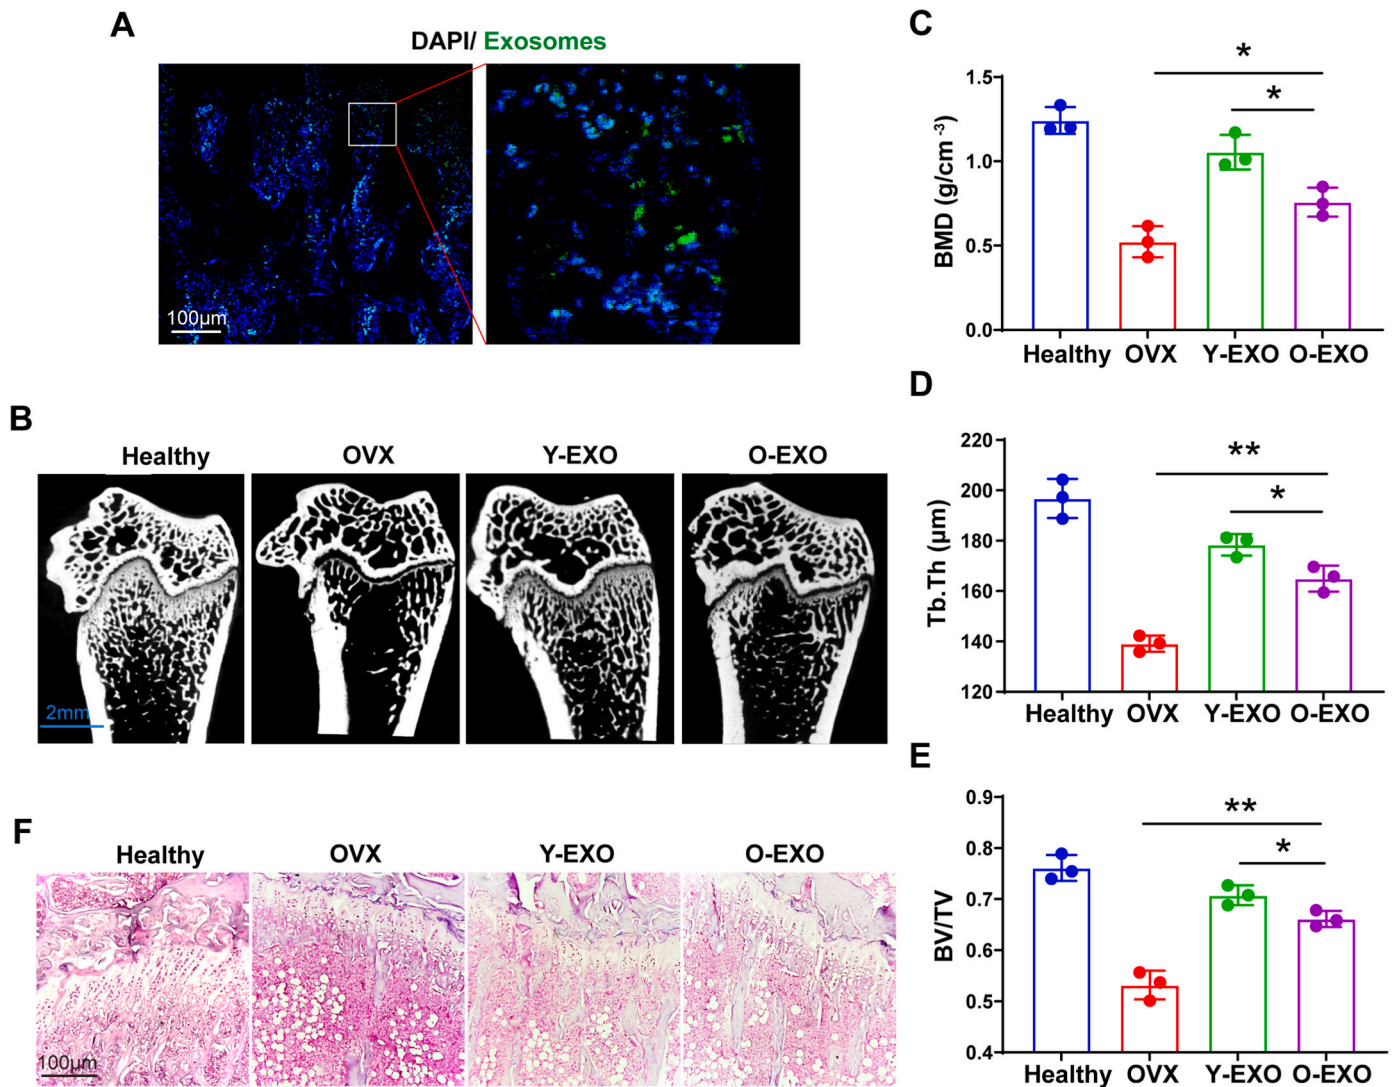 A
DAPI/ Exosomes
100μm
B
Healthy OVX Y-EXO O-EXO
2mm
F
Healthy OVX Y-EXO O-EXO
100μm
C
*
*
BMD (g/cm⁻³)
1.5
1.0
0.5
0.0
Healthy OVX Y-EXO O-EXO
D
**
*
Tb.Th (μm)
220
200
180
160
140
120
Healthy OVX Y-EXO O-EXO
E
**
*
BV/TV
0.9
0.8
0.7
0.6
0.5
0.4
Healthy OVX Y-EXO O-EXO